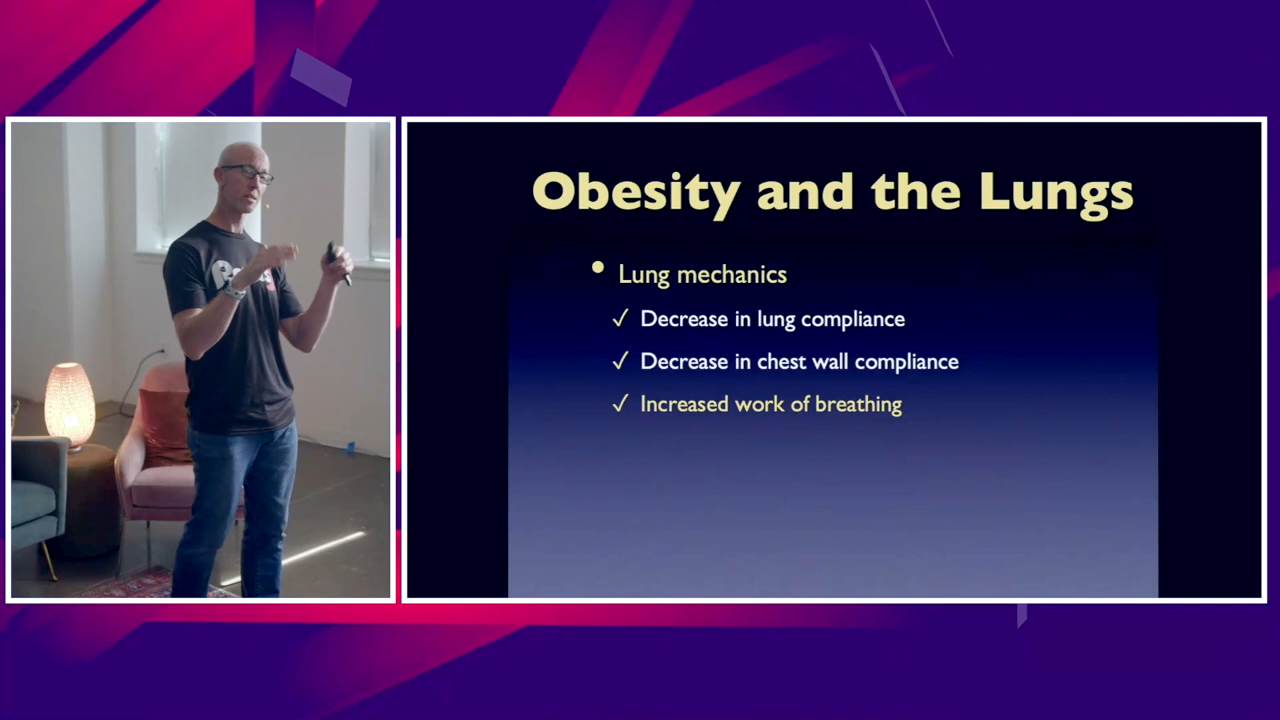 Obesity and the Lungs
• Lung mechanics
✓ Decrease in lung compliance
✓ Decrease in chest wall compliance
✓ Increased work of breathing